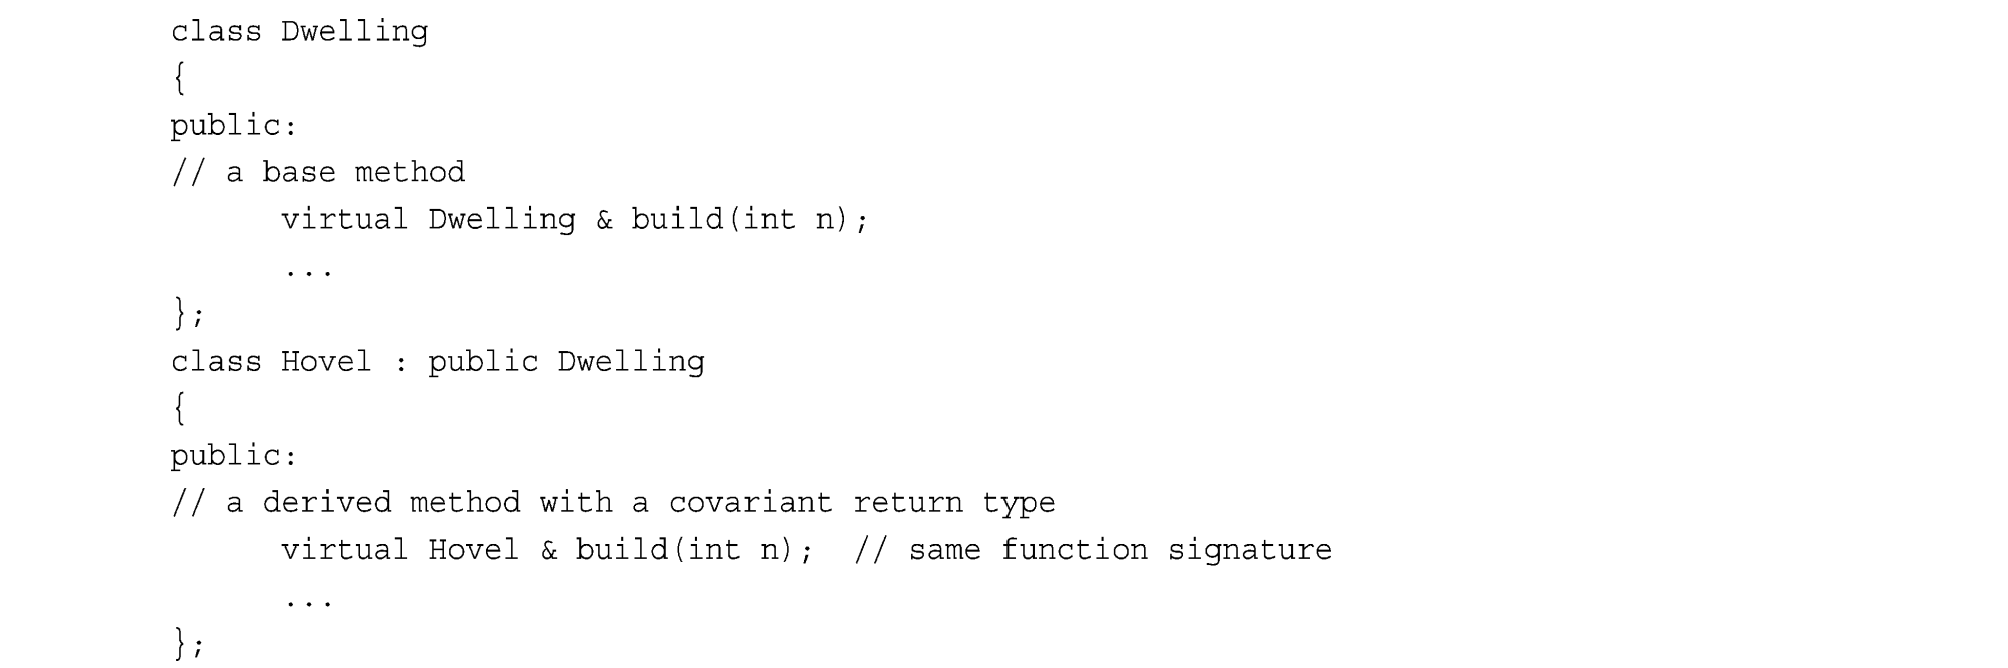 class Dwelling
{
public:
// a base method
      virtual Dwelling & build(int n);
      ...
};
class Hovel : public Dwelling
{
public:
// a derived method with a covariant return type
      virtual Hovel & build(int n);  // same function signature
      ...
};